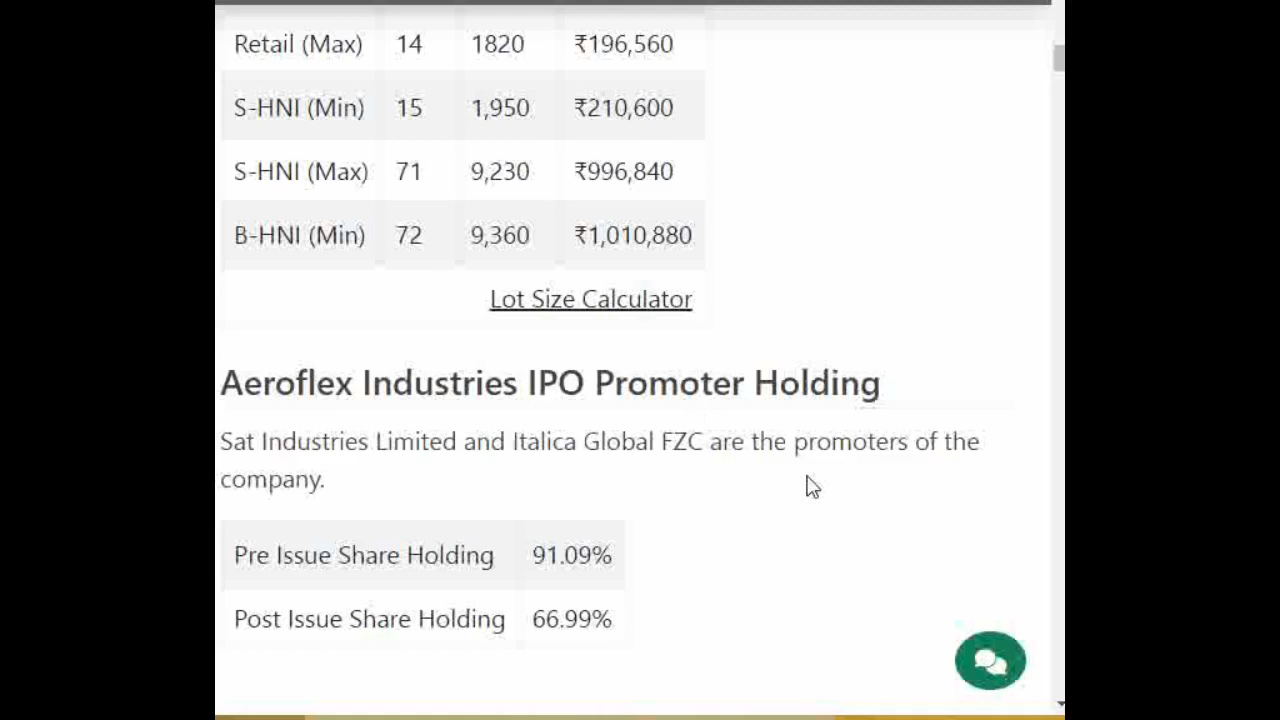 Retail (Max) 14 1820 ₹196,560
S-HNI (Min) 15 1,950 ₹210,600
S-HNI (Max) 71 9,230 ₹996,840
B-HNI (Min) 72 9,360 ₹1,010,880
Lot Size Calculator
Aeroflex Industries IPO Promoter Holding
Sat Industries Limited and Italica Global FZC are the promoters of the
company.
Pre Issue Share Holding 91.09%
Post Issue Share Holding 66.99%